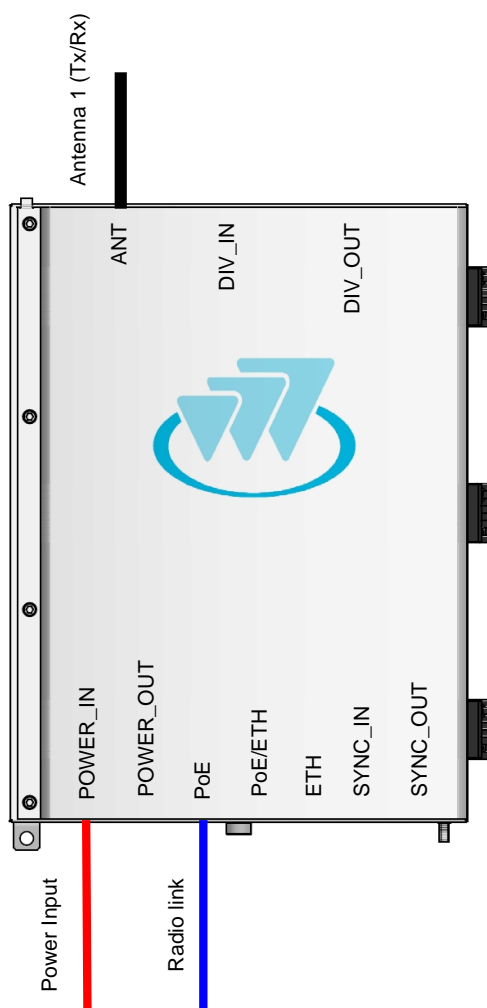 Antenna 1 (Tx/Rx)
ANT
DIV_IN
DIV_OUT
POWER_IN
POWER_OUT
PoE
PoE/ETH
ETH
SYNC_IN
SYNC_OUT
Power Input
Radio link